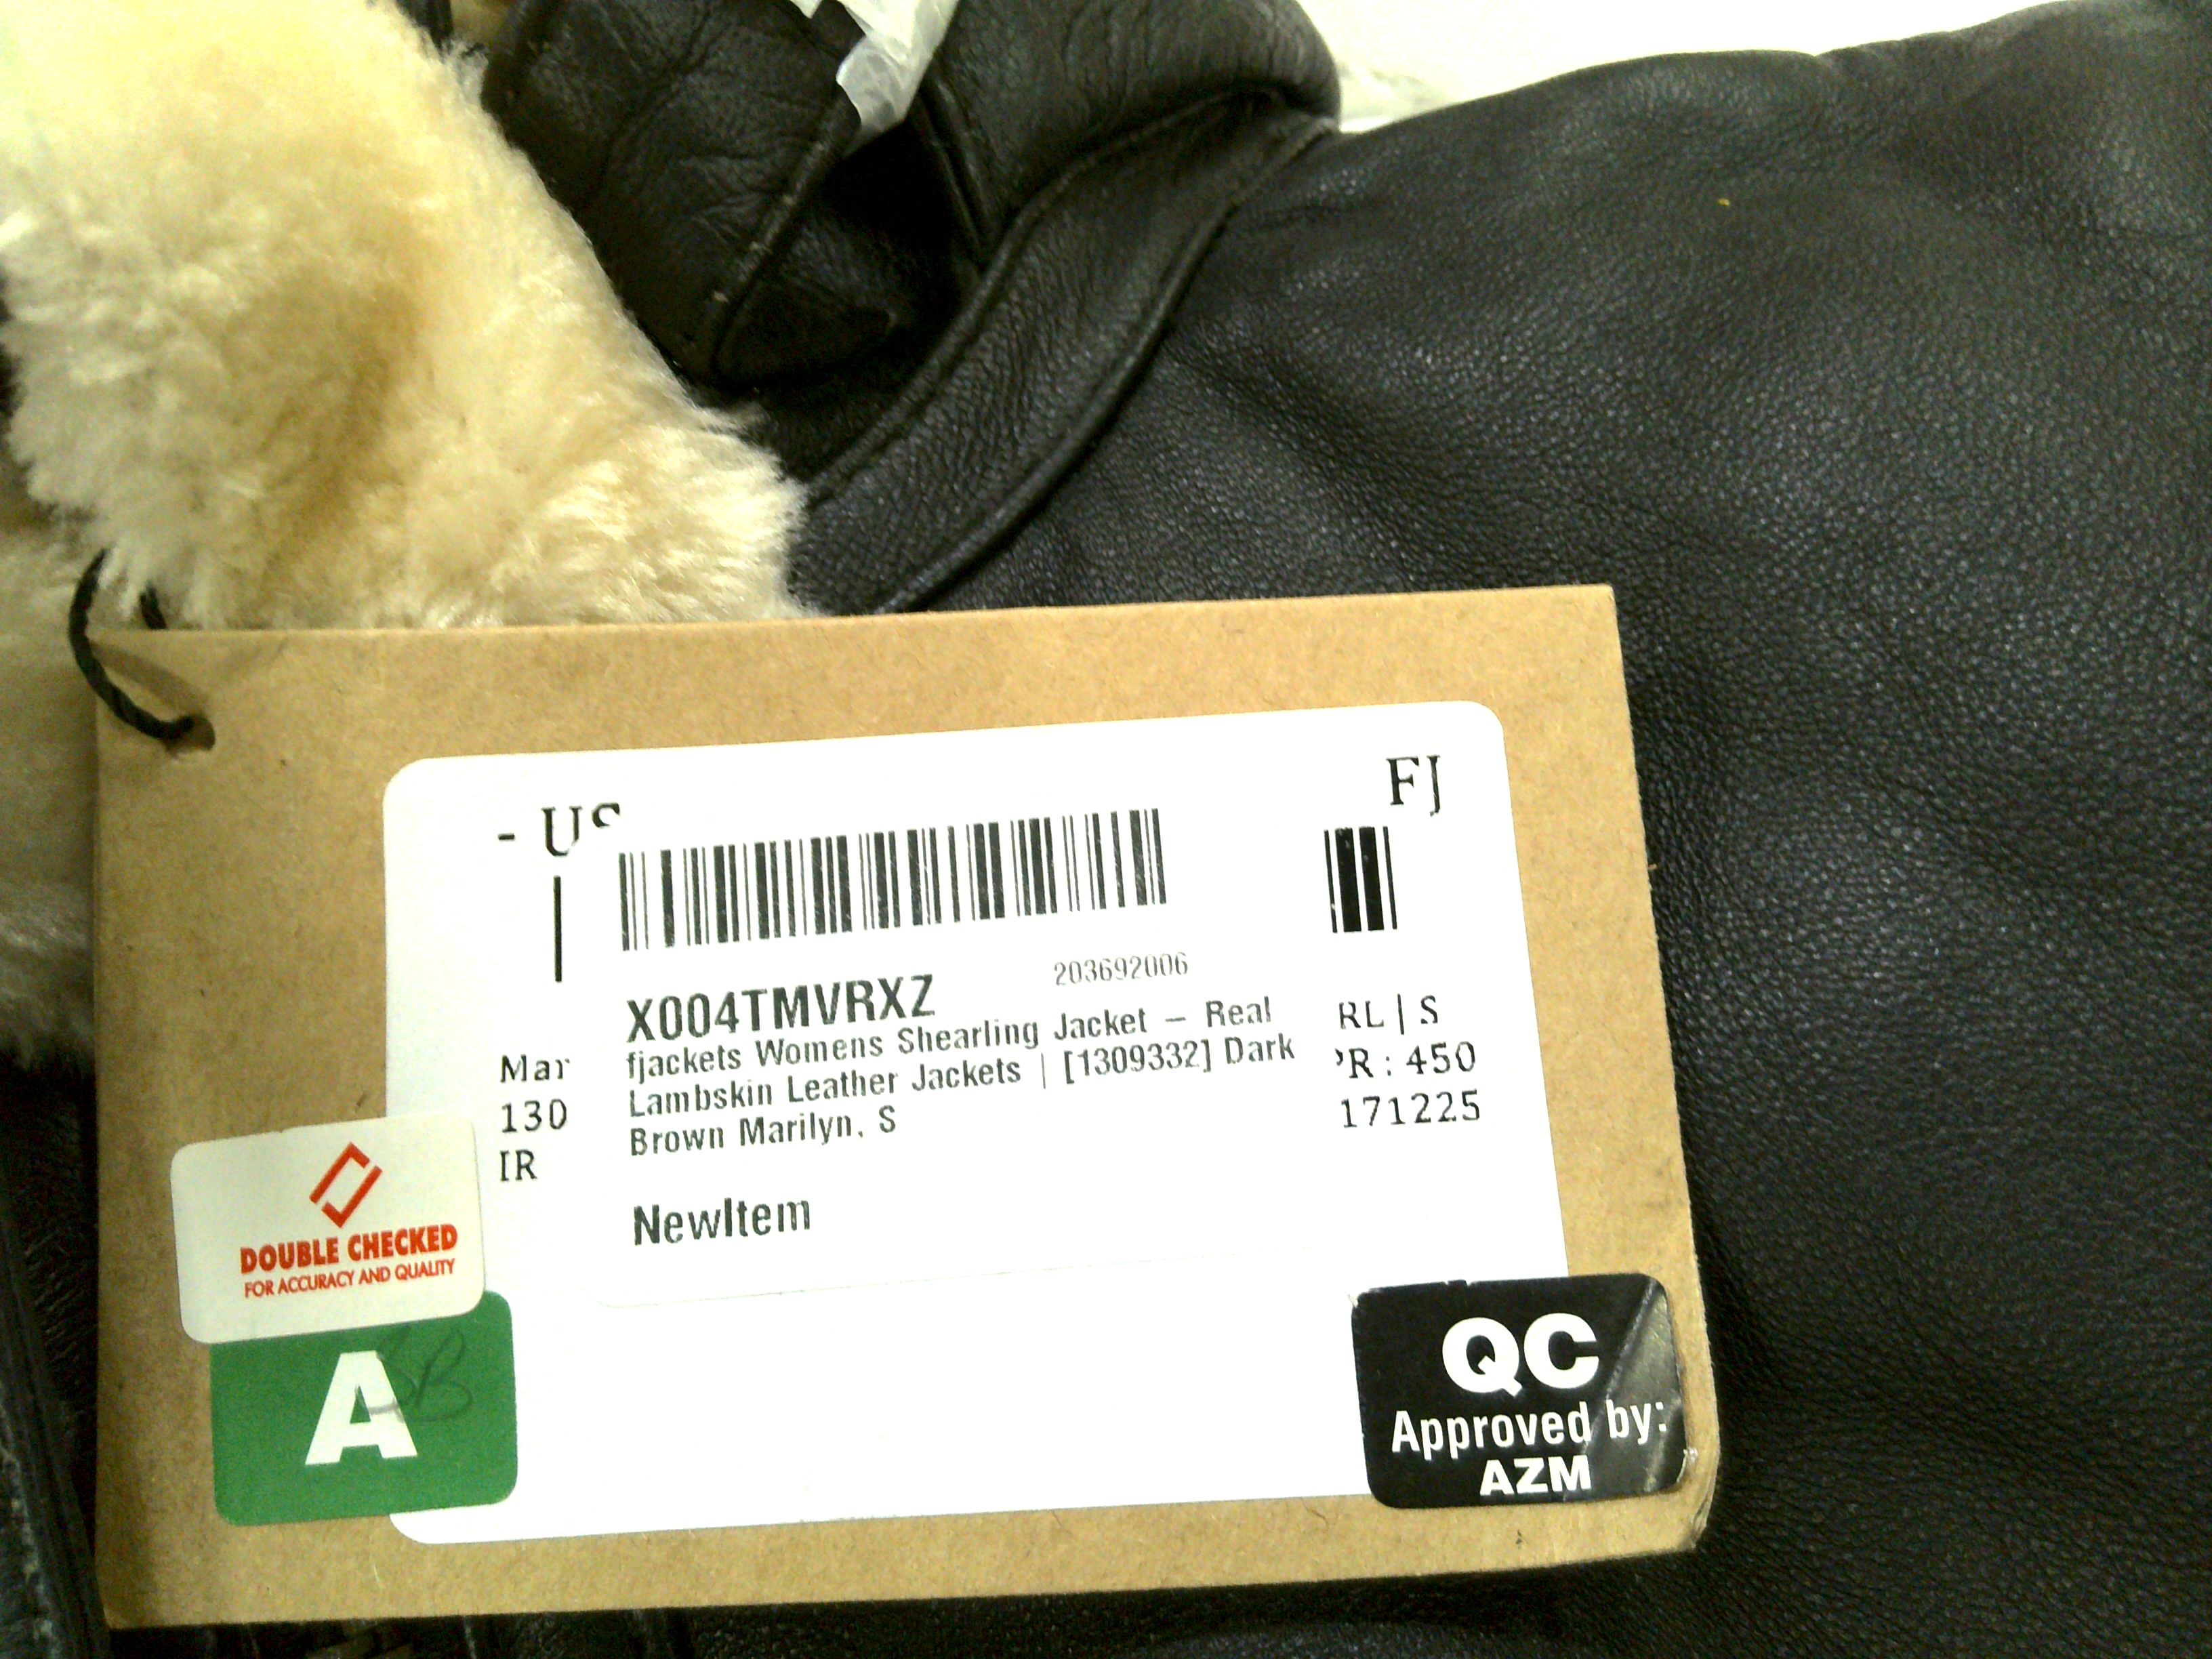 - US
FJ
X004TMVRXZ
203692006
fjackets Womens Shearling Jacket – Real
Lambskin Leather Jackets | [1309332] Dark
Brown Marilyn, S
NewItem
Mar
130
IR
RL | S
R : 450
171225
DOUBLE CHECKED
FOR ACCURACY AND QUALITY
A
QC
Approved by:
AZM